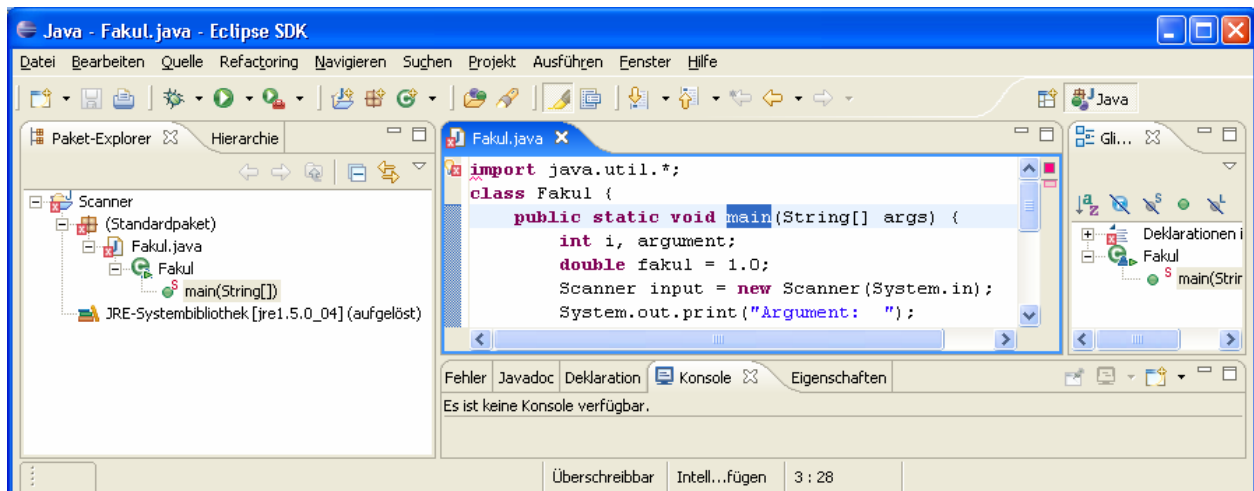 Java - Fakul.java - Eclipse SDK
Datei Bearbeiten Quelle Refactoring Navigieren Suchen Projekt Ausführen Fenster Hilfe
Java
Paket-Explorer Hierarchie
Scanner
(Standardpaket)
Fakul.java
Fakul
main(String[])
JRE-Systembibliothek [jre1.5.0_04] (aufgelöst)
Fakul.java
import java.util.*;
class Fakul {
public static void main(String[] args) {
int i, argument;
double fakul = 1.0;
Scanner input = new Scanner(System.in);
System.out.print("Argument:  ");
Gli...
Deklarationen i
Fakul
main(Strir
Fehler Javadoc Deklaration Konsole Eigenschaften
Es ist keine Konsole verfügbar.
Überschreibbar Intell...fügen 3 : 28